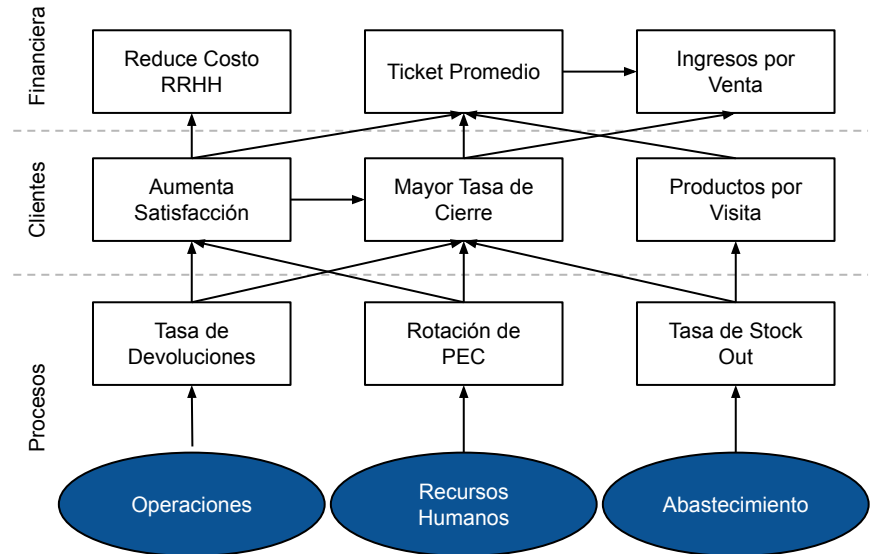 Financiera
Reduce Costo
RRHH
Ticket Promedio
Ingresos por
Venta
Clientes
Aumenta
Satisfacción
Mayor Tasa de
Cierre
Productos por
Visita
Procesos
Tasa de
Devoluciones
Rotación de
PEC
Tasa de Stock
Out
Operaciones
Recursos
Humanos
Abastecimiento